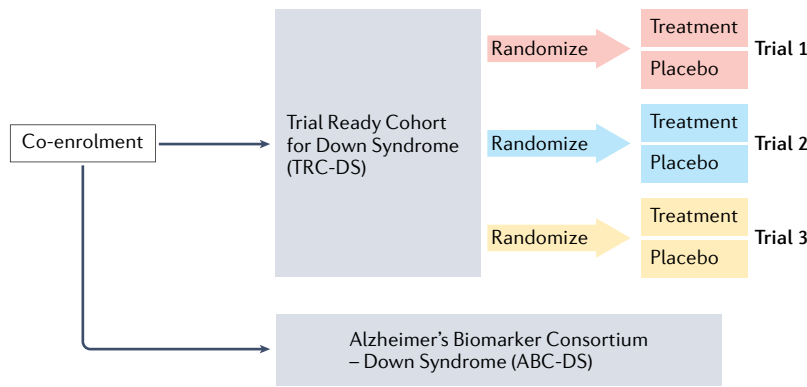 Co-enrolment
Trial Ready Cohort
for Down Syndrome
(TRC-DS)
Randomize
Treatment
Placebo
Trial 1
Randomize
Treatment
Placebo
Trial 2
Randomize
Treatment
Placebo
Trial 3
Alzheimer’s Biomarker Consortium
– Down Syndrome (ABC-DS)